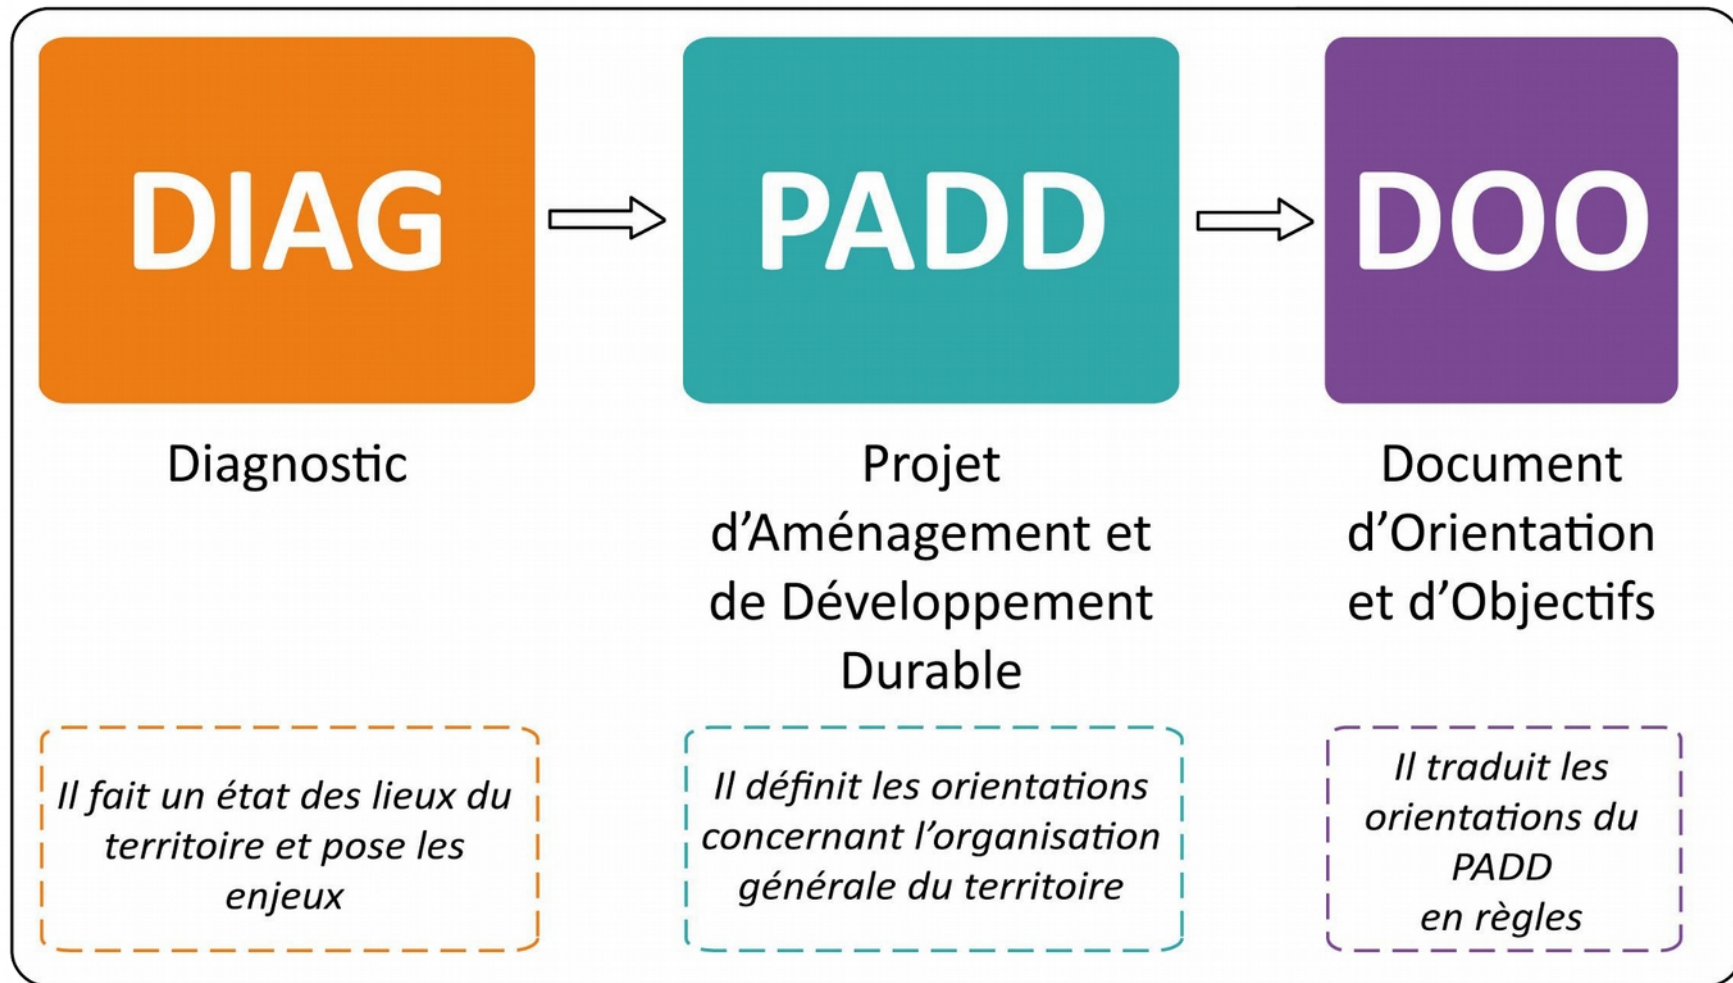 DIAG
PADD
DOO
Diagnostic
Projet
d’Aménagement et
de Développement
Durable
Document
d’Orientation
et d’Objectifs
Il fait un état des lieux du
territoire et pose les
enjeux
Il définit les orientations
concernant l’organisation
générale du territoire
Il traduit les
orientations du
PADD
en règles